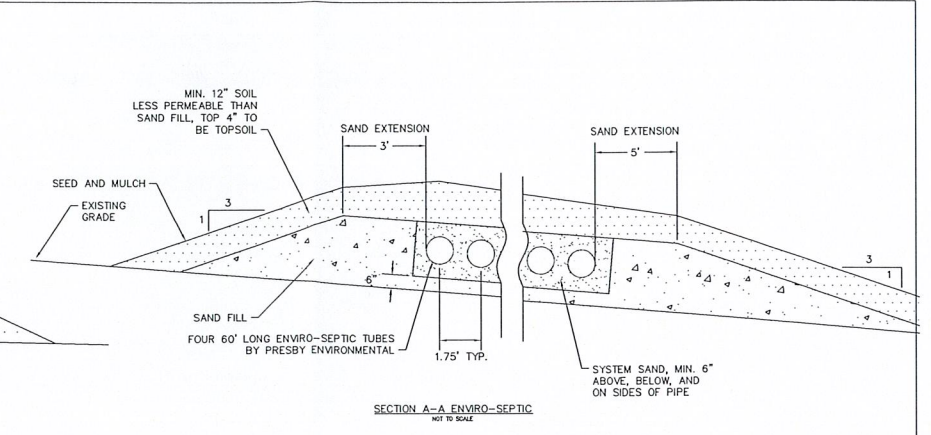 MIN. 12" SOIL
LESS PERMEABLE THAN
SAND FILL, TOP 4" TO
BE TOPSOIL
SAND EXTENSION
3'
SAND EXTENSION
5'
SEED AND MULCH
EXISTING
GRADE
3
1
3
1
6"
SAND FILL
FOUR 60' LONG ENVIRO-SEPTIC TUBES
BY PRESBY ENVIRONMENTAL
1.75' TYP.
SYSTEM SAND, MIN. 6"
ABOVE, BELOW, AND
ON SIDES OF PIPE
SECTION A-A ENVIRO-SEPTIC
NOT TO SCALE